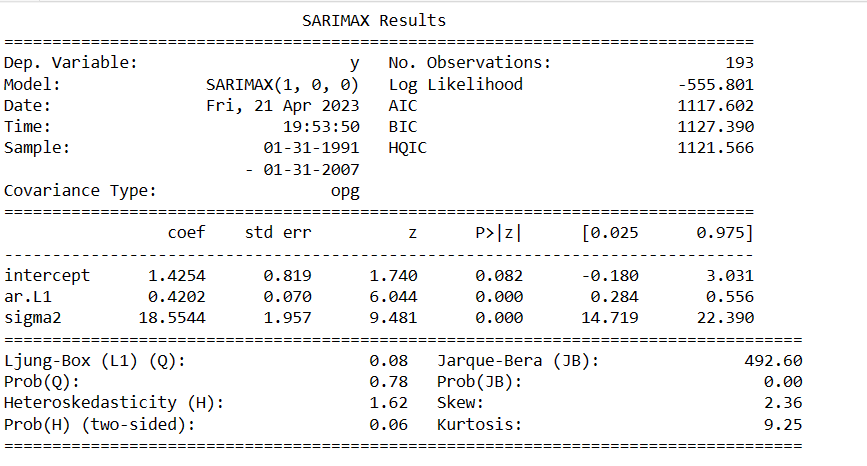 SARIMAX Results
==============================================================================
Dep. Variable: y No. Observations: 193
Model: SARIMAX(1, 0, 0) Log Likelihood -555.801
Date: Fri, 21 Apr 2023 AIC 1117.602
Time: 19:53:50 BIC 1127.390
Sample: 01-31-1991 HQIC 1121.566
- 01-31-2007
Covariance Type: opg
==============================================================================
coef std err z P>|z| [0.025 0.975]
------------------------------------------------------------------------------
intercept 1.4254 0.819 1.740 0.082 -0.180 3.031
ar.L1 0.4202 0.070 6.044 0.000 0.284 0.556
sigma2 18.5544 1.957 9.481 0.000 14.719 22.390
===================================================================================
Ljung-Box (L1) (Q): 0.08 Jarque-Bera (JB): 492.60
Prob(Q): 0.78 Prob(JB): 0.00
Heteroskedasticity (H): 1.62 Skew: 2.36
Prob(H) (two-sided): 0.06 Kurtosis: 9.25
===================================================================================